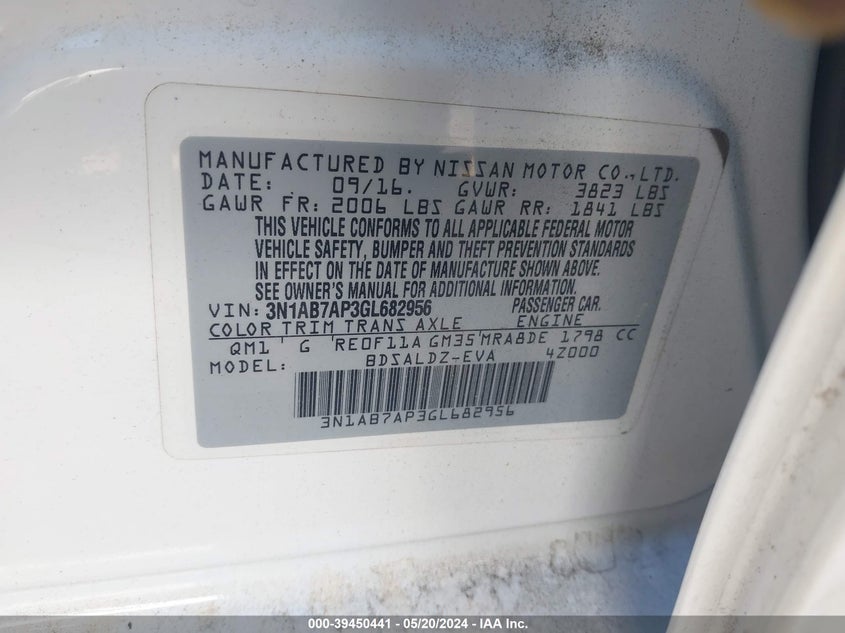 MANUFACTURED BY NISSAN MOTOR CO., LTD.
DATE: 09/16. GVWR: 3823 LBS
GAWR FR: 2006 LBS GAWR RR: 1841 LBS
THIS VEHICLE CONFORMS TO ALL APPLICABLE FEDERAL MOTOR
VEHICLE SAFETY, BUMPER AND THEFT PREVENTION STANDARDS
IN EFFECT ON THE DATE OF MANUFACTURE SHOWN ABOVE.
SEE OWNER'S MANUAL FOR ADDITIONAL INFORMATION.
VIN: 3N1AB7AP3GL682956 PASSENGER CAR.
COLOR TRIM TRANS AXLE ENGINE
QM1 G RE0F11A GM35 MRA8DE 1798 CC
MODEL: BDSALDZ-EVA 4Z000
3N1AB7AP3GL682956
000-39450441 - 05/20/2024 - IAAI.com